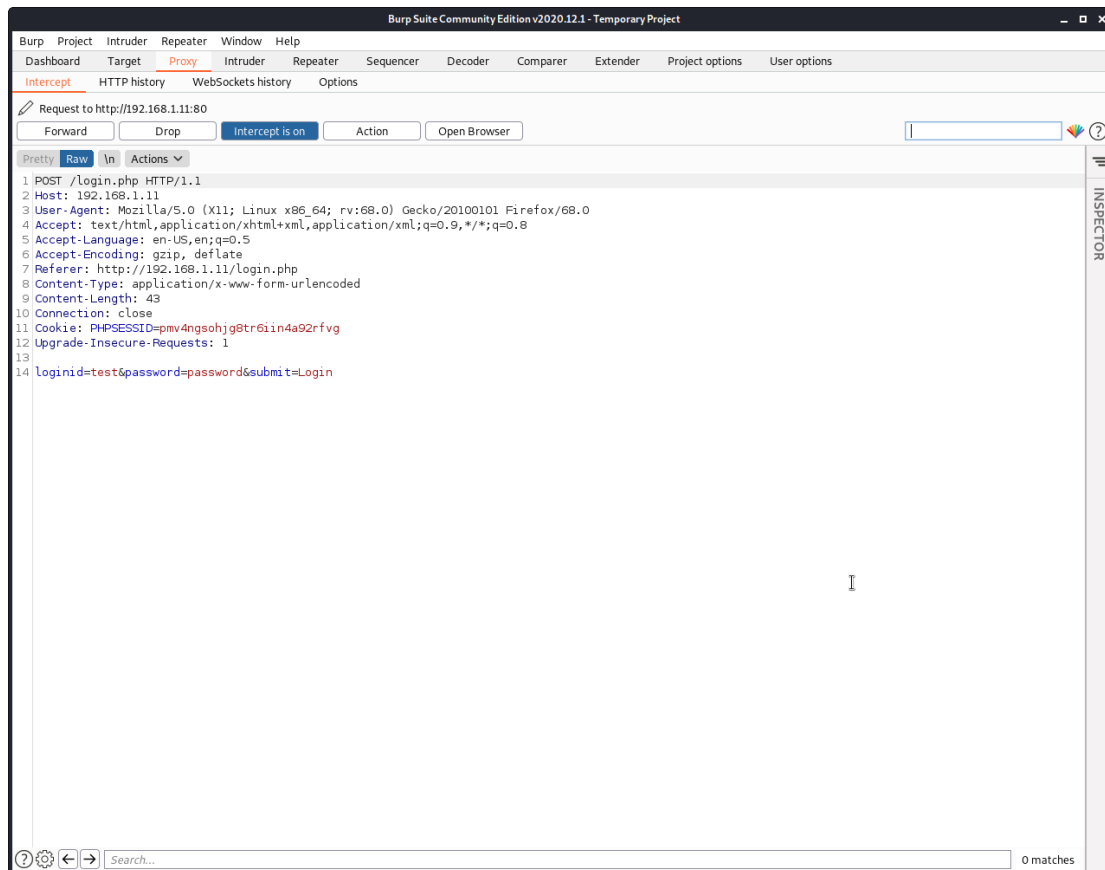 Burp Suite Community Edition v2020.12.1 - Temporary Project
Burp Project Intruder Repeater Window Help
Dashboard Target Proxy Intruder Repeater Sequencer Decoder Comparer Extender Project options User options
Intercept HTTP history WebSockets history Options
Request to http://192.168.1.11:80
Forward Drop Intercept is on Action Open Browser ?
Pretty Raw \n Actions
INSPECTOR
1 POST /login.php HTTP/1.1
2 Host: 192.168.1.11
3 User-Agent: Mozilla/5.0 (X11; Linux x86_64; rv:68.0) Gecko/20100101 Firefox/68.0
4 Accept: text/html,application/xhtml+xml,application/xml;q=0.9,*/*;q=0.8
5 Accept-Language: en-US,en;q=0.5
6 Accept-Encoding: gzip, deflate
7 Referer: http://192.168.1.11/login.php
8 Content-Type: application/x-www-form-urlencoded
9 Content-Length: 43
10 Connection: close
11 Cookie: PHPSESSID=pmv4ngsohjg8tr6iin4a92rfvg
12 Upgrade-Insecure-Requests: 1
13
14 loginid=test&password=password&submit=Login
? Search... 0 matches